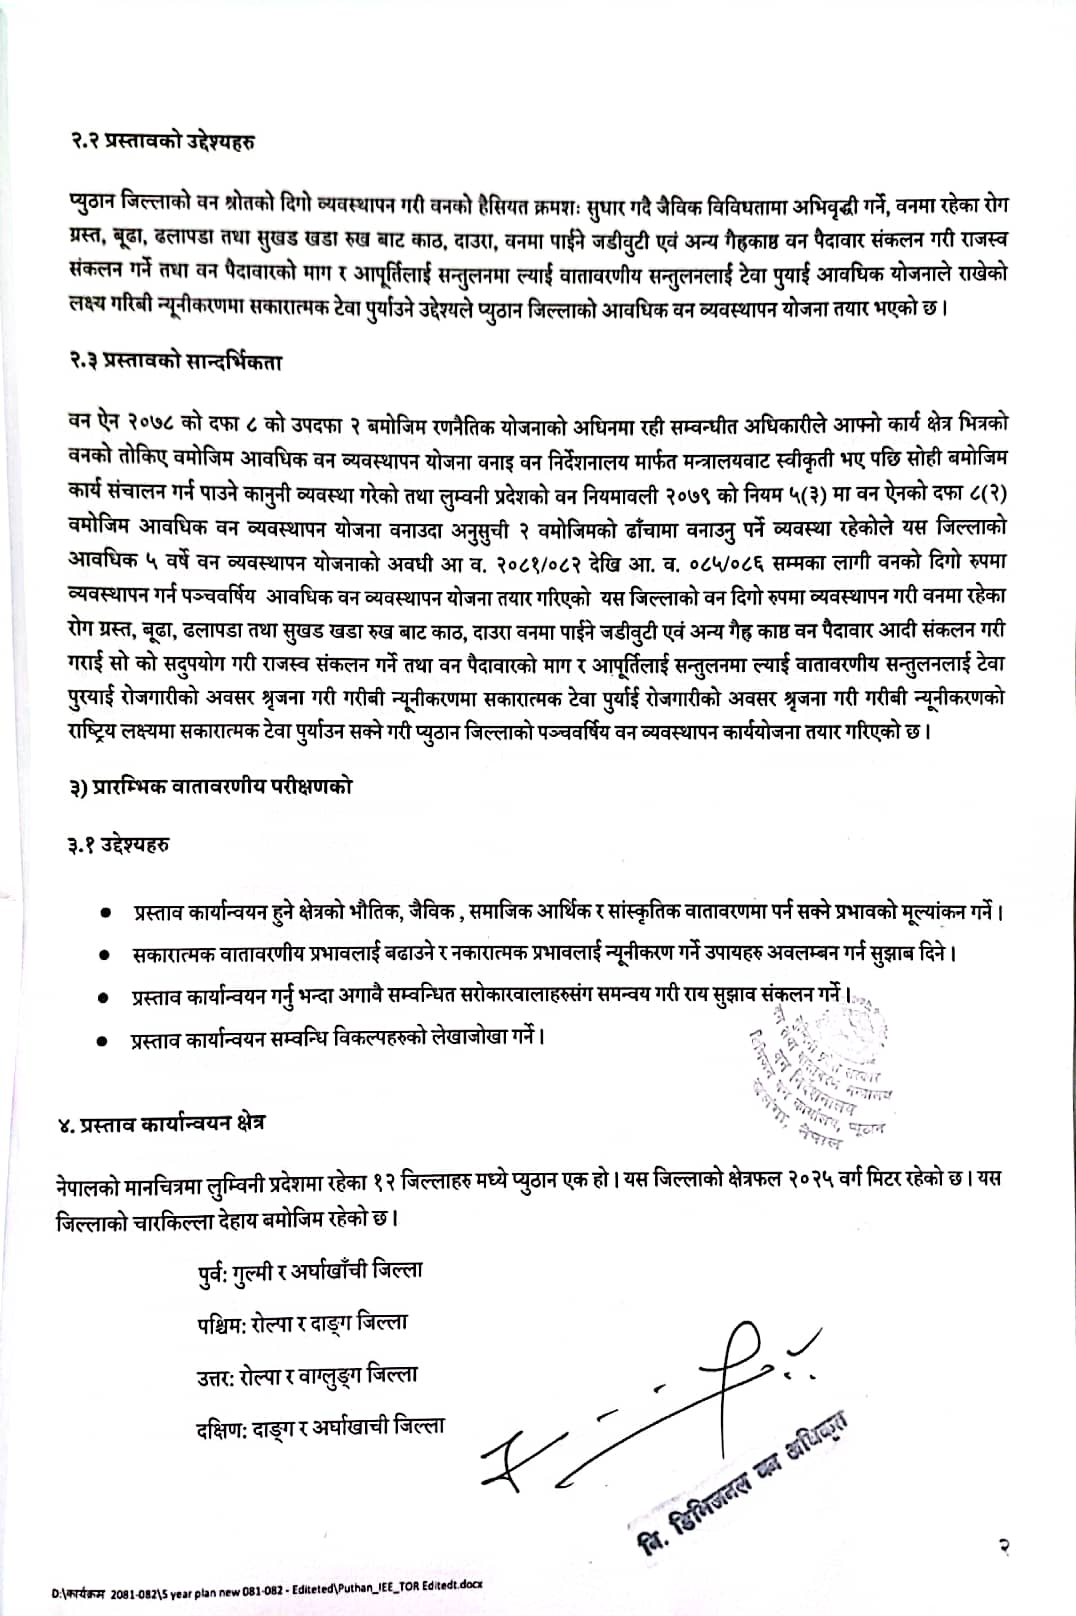 २.२ प्रस्तावको उद्देश्यहरु
प्युठान जिल्लाको वन श्रोतको दिगो व्यवस्थापन गरी वनको हैसियत क्रमशः सुधार गदै जैविक विविधतामा अभिवृद्धी गर्ने, वनमा रहेका रोग
ग्रस्त, बूढा, ढलापडा तथा सुखड खडा रुख बाट काठ, दाउरा, वनमा पाईने जडीवुटी एवं अन्य गैह्रकाष्ठ वन पैदावार संकलन गरी राजस्व
संकलन गर्ने तथा वन पैदावारको माग र आपूर्तिलाई सन्तुलनमा ल्याई वातावरणीय सन्तुलनलाई टेवा पुयाई आवधिक योजनाले राखेको
लक्ष्य गरिबी न्यूनीकरणमा सकारात्मक टेवा पुर्याउने उद्देश्यले प्युठान जिल्लाको आवधिक वन व्यवस्थापन योजना तयार भएको छ।
२.३ प्रस्तावको सान्दर्भिकता
वन ऐन २०७८ को दफा ८ को उपदफा २ बमोजिम रणनैतिक योजनाको अधिनमा रही सम्वन्धीत अधिकारीले आफ्नो कार्य क्षेत्र भित्रको
वनको तोकिए वमोजिम आवधिक वन व्यवस्थापन योजना वनाइ वन निर्देशनालय मार्फत मन्त्रालयवाट स्वीकृती भए पछि सोही बमोजिम
कार्य संचालन गर्न पाउने कानुनी व्यवस्था गरेको तथा लुम्वनी प्रदेशको वन नियमावली २०७९ को नियम ५(३) मा वन ऐनको दफा ८(२)
वमोजिम आवधिक वन व्यवस्थापन योजना वनाउदा अनुसुची २ वमोजिमको ढाँचामा वनाउनु पर्ने व्यवस्था रहेकोले यस जिल्लाको
आवधिक ५ वर्षे वन व्यवस्थापन योजनाको अवधी आ व. २०८१/०८२ देखि आ. व. ०८५/०८६ सम्मका लागी वनको दिगो रुपमा
व्यवस्थापन गर्न पञ्चवर्षिय आवधिक वन व्यवस्थापन योजना तयार गरिएको यस जिल्लाको वन दिगो रुपमा व्यवस्थापन गरी वनमा रहेका
रोग ग्रस्त, बूढा, ढलापडा तथा सुखड खडा रुख बाट काठ, दाउरा वनमा पाईने जडीवुटी एवं अन्य गैह्र काष्ठ वन पैदावार आदी संकलन गरी
गराई सो को सदुपयोग गरी राजस्व संकलन गर्ने तथा वन पैदावारको माग र आपूर्तिलाई सन्तुलनमा ल्याई वातावरणीय सन्तुलनलाई टेवा
पुरयाई रोजगारीको अवसर श्रृजना गरी गरीबी न्यूनीकरणमा सकारात्मक टेवा पुर्याई रोजगारीको अवसर श्रृजना गरी गरीबी न्यूनीकरणको
राष्ट्रिय लक्ष्यमा सकारात्मक टेवा पुर्याउन सक्ने गरी प्युठान जिल्लाको पञ्चवर्षिय वन व्यवस्थापन कार्ययोजना तयार गरिएको छ।
३) प्रारम्भिक वातावरणीय परीक्षणको
३.१ उद्देश्यहरु
● प्रस्ताव कार्यान्वयन हुने क्षेत्रको भौतिक, जैविक , समाजिक आर्थिक र सांस्कृतिक वातावरणमा पर्न सक्ने प्रभावको मूल्यांकन गर्ने।
● सकारात्मक वातावरणीय प्रभावलाई बढाउने र नकारात्मक प्रभावलाई न्यूनीकरण गर्ने उपायहरु अवलम्बन गर्न सुझाब दिने।
● प्रस्ताव कार्यान्वयन गर्नु भन्दा अगावै सम्वन्धित सरोकारवालाहरुसंग समन्वय गरी राय सुझाव संकलन गर्ने।
● प्रस्ताव कार्यान्वयन सम्वन्धि विकल्पहरुको लेखाजोखा गर्ने।
वन निर्देशनालय
डिभिजन वन कार्यालय, प्यूठान
खलंगा, नेपाल
४. प्रस्ताव कार्यान्वयन क्षेत्र
नेपालको मानचित्रमा लुम्विनी प्रदेशमा रहेका १२ जिल्लाहरु मध्ये प्युठान एक हो। यस जिल्लाको क्षेत्रफल २०२५ वर्ग मिटर रहेको छ। यस
जिल्लाको चारकिल्ला देहाय बमोजिम रहेको छ।
पुर्व: गुल्मी र अर्घाखाँची जिल्ला
पश्चिम: रोल्पा र दाङ्ग जिल्ला
उत्तर: रोल्पा र वाग्लुङ्ग जिल्ला
दक्षिण: दाङ्ग र अर्घाखाची जिल्ला
नि. डिभिजनल वन अधिकृत
२
D:\कार्यक्रम 2081-082\5 year plan new 081-082 - Editeted\Puthan_IEE_TOR Editedt.docx